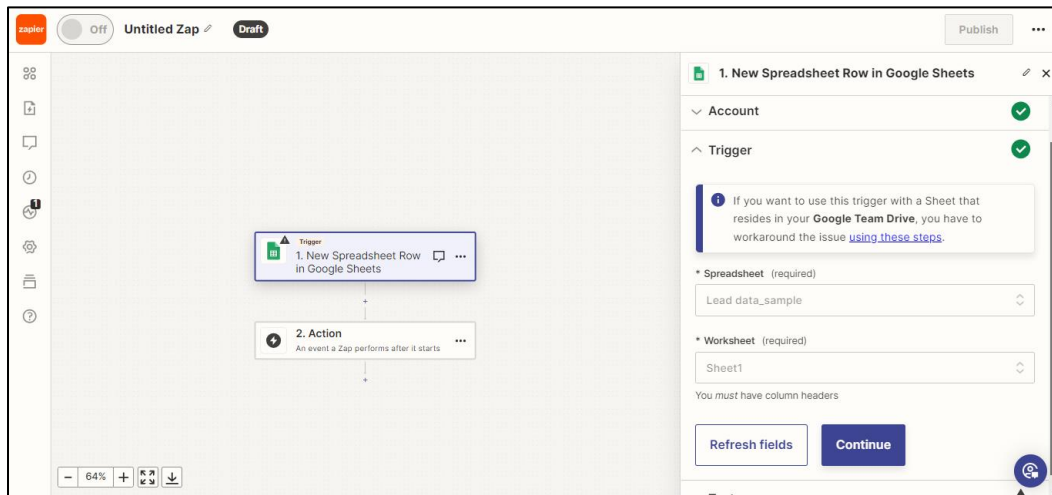 zapier
Off
Untitled Zap
Draft
Publish
1. New Spreadsheet Row in Google Sheets
Account
Trigger
If you want to use this trigger with a Sheet that
resides in your Google Team Drive, you have to
workaround the issue using these steps.
* Spreadsheet (required)
Lead data_sample
* Worksheet (required)
Sheet1
You must have column headers
Refresh fields
Continue
1
Trigger
1. New Spreadsheet Row
in Google Sheets
2. Action
An event a Zap performs after it starts
64%